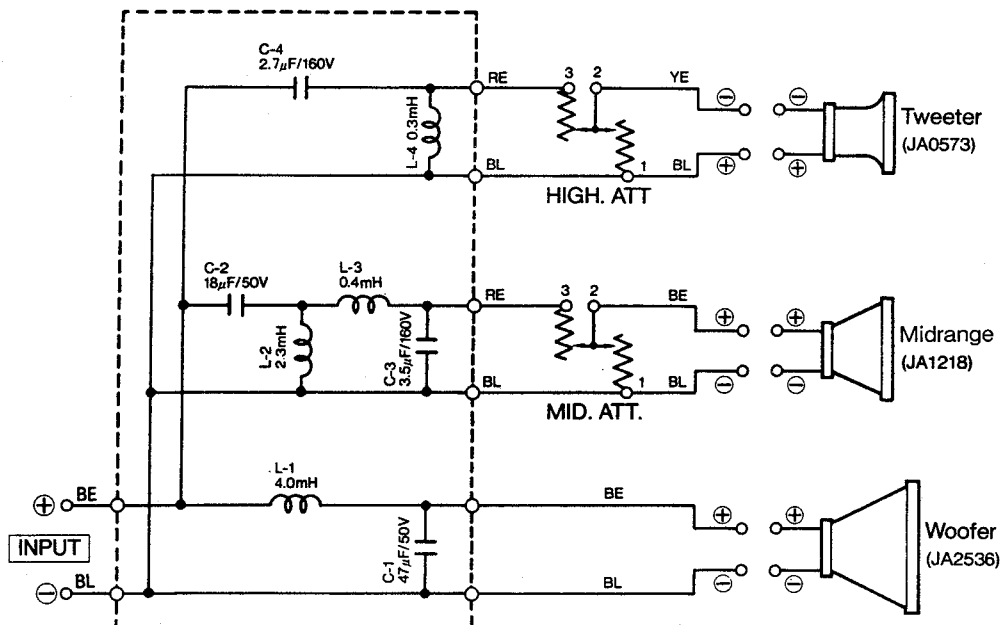 C-4
2.7μF/160V
L-4 0.3mH
RE
3
2
YE
⊖
⊖
Tweeter
(JA0573)
BL
1
BL
⊕
⊕
HIGH. ATT
C-2
18μF/50V
L-3
0.4mH
L-2
2.3mH
C-3
3.5μF/160V
RE
3
2
BE
⊕
⊕
Midrange
(JA1218)
BL
1
BL
⊖
⊖
MID. ATT.
L-1
4.0mH
C-1
47μF/50V
⊕
BE
BE
⊕
⊕
Woofer
(JA2536)
INPUT
⊖
BL
BL
⊖
⊖